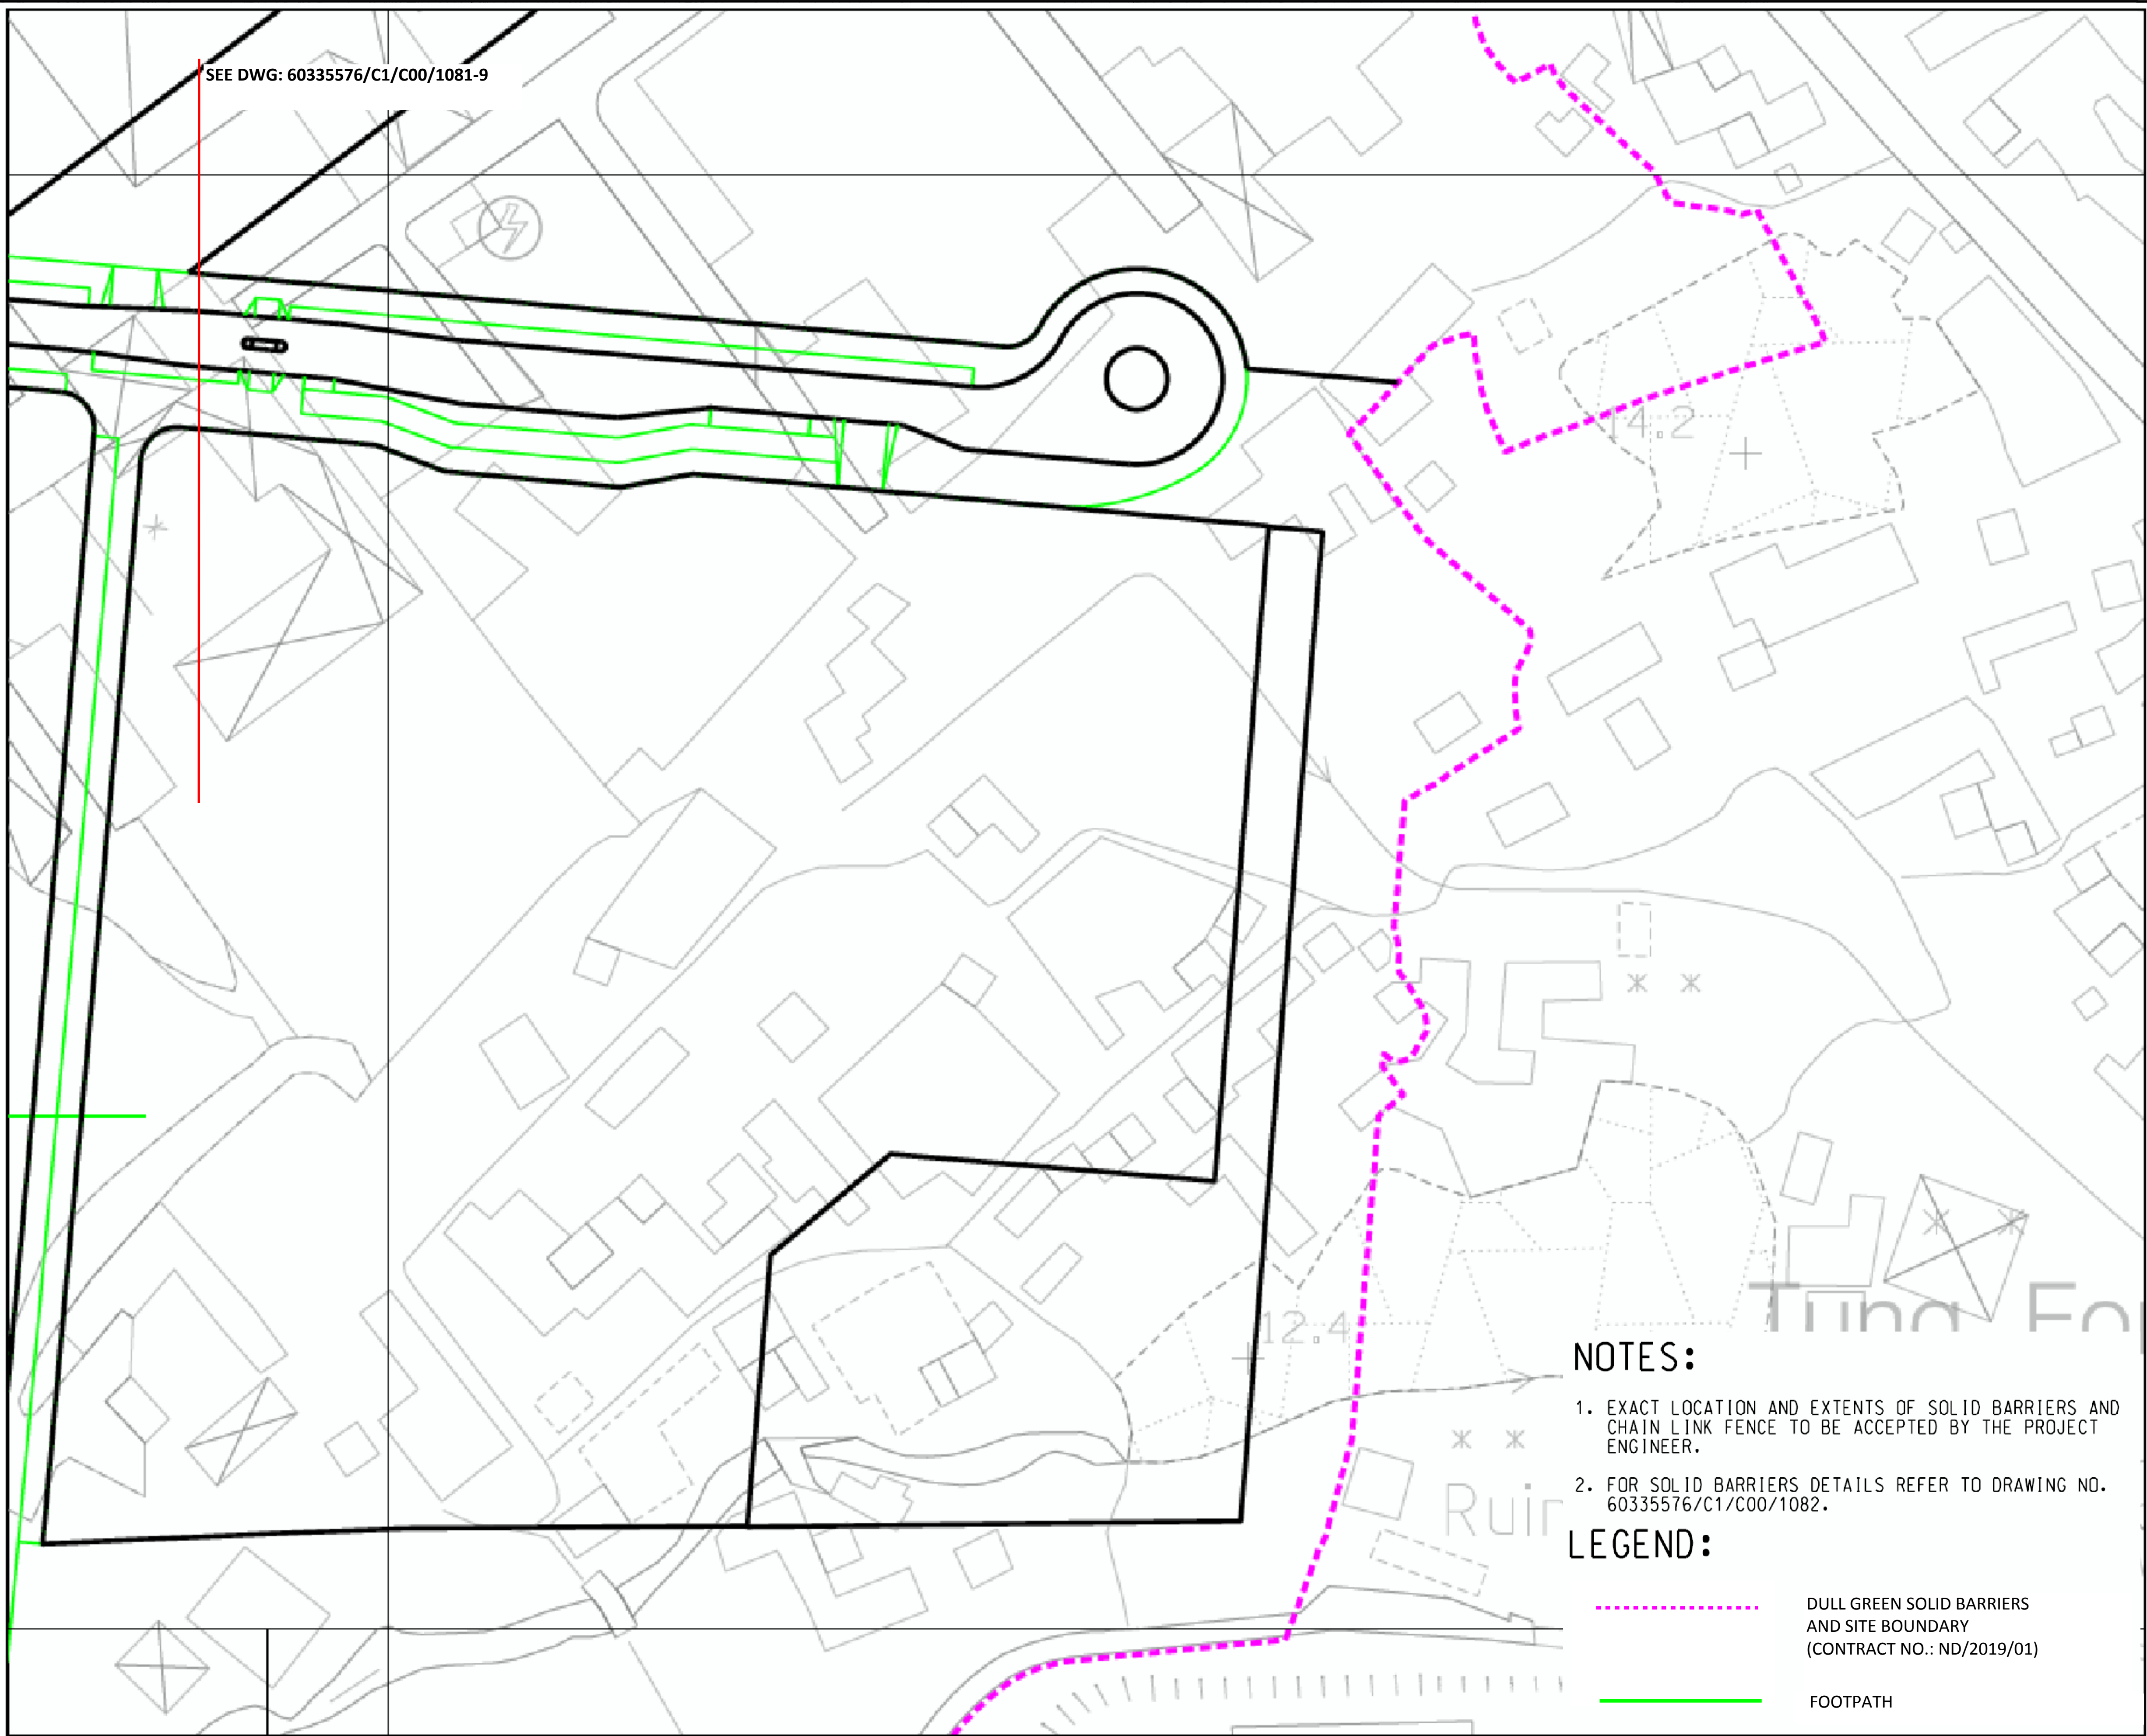 SEE DWG: 60335576/C1/C00/1081-9
14.2
12.4
NOTES:
1. EXACT LOCATION AND EXTENTS OF SOLID BARRIERS AND
CHAIN LINK FENCE TO BE ACCEPTED BY THE PROJECT
ENGINEER.
2. FOR SOLID BARRIERS DETAILS REFER TO DRAWING NO.
60335576/C1/C00/1082.
LEGEND:
DULL GREEN SOLID BARRIERS
AND SITE BOUNDARY
(CONTRACT NO.: ND/2019/01)
FOOTPATH